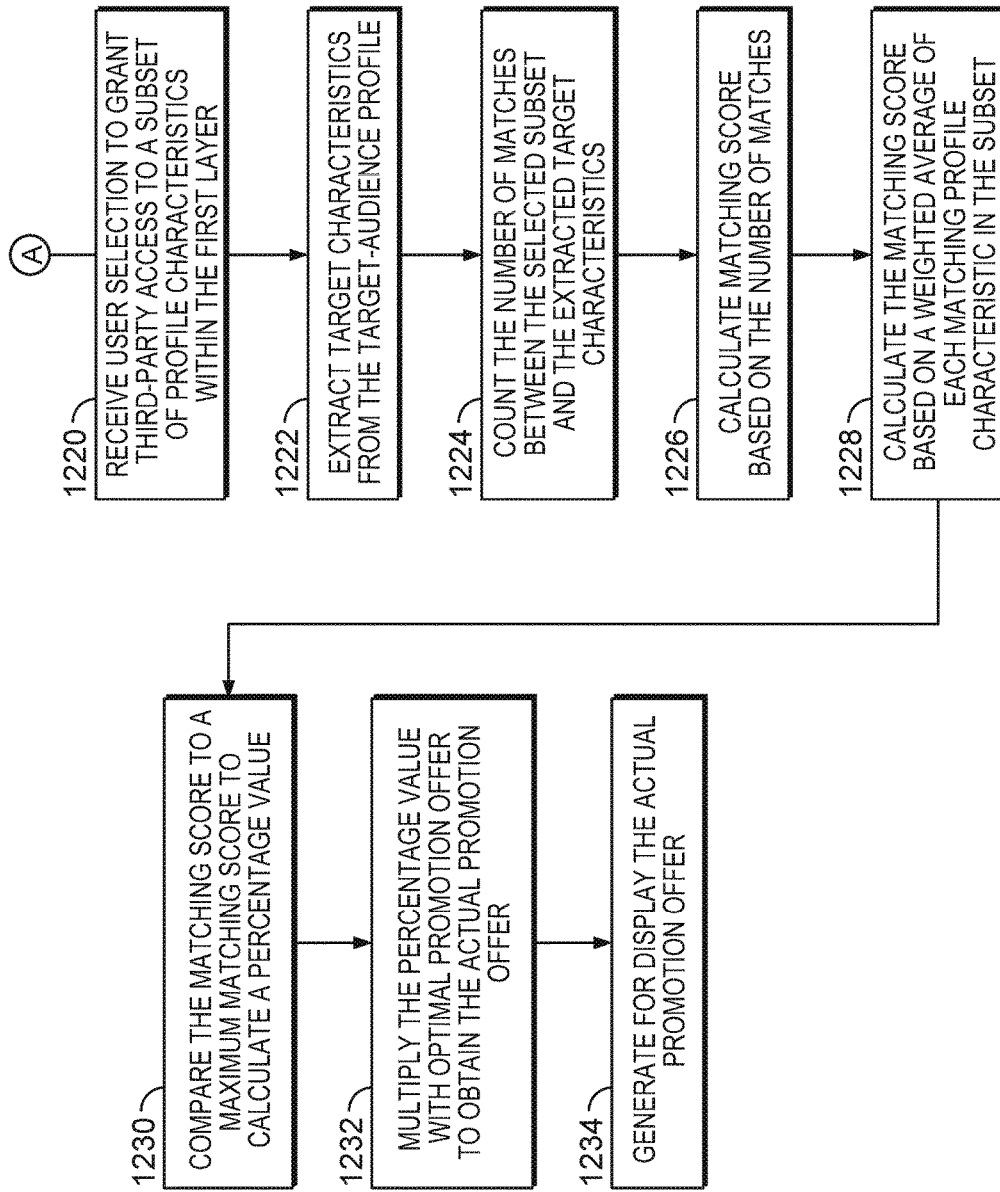 A
1220
RECEIVE USER SELECTION TO GRANT
THIRD-PARTY ACCESS TO A SUBSET
OF PROFILE CHARACTERISTICS
WITHIN THE FIRST LAYER
1222
EXTRACT TARGET CHARACTERISTICS
FROM THE TARGET-AUDIENCE PROFILE
1224
COUNT THE NUMBER OF MATCHES
BETWEEN THE SELECTED SUBSET
AND THE EXTRACTED TARGET
CHARACTERISTICS
1226
CALCULATE MATCHING SCORE
BASED ON THE NUMBER OF MATCHES
1228
CALCULATE THE MATCHING SCORE
BASED ON A WEIGHTED AVERAGE OF
EACH MATCHING PROFILE
CHARACTERISTIC IN THE SUBSET
1230
COMPARE THE MATCHING SCORE TO A
MAXIMUM MATCHING SCORE TO
CALCULATE A PERCENTAGE VALUE
1232
MULTIPLY THE PERCENTAGE VALUE
WITH OPTIMAL PROMOTION OFFER
TO OBTAIN THE ACTUAL PROMOTION
OFFER
1234
GENERATE FOR DISPLAY THE ACTUAL
PROMOTION OFFER